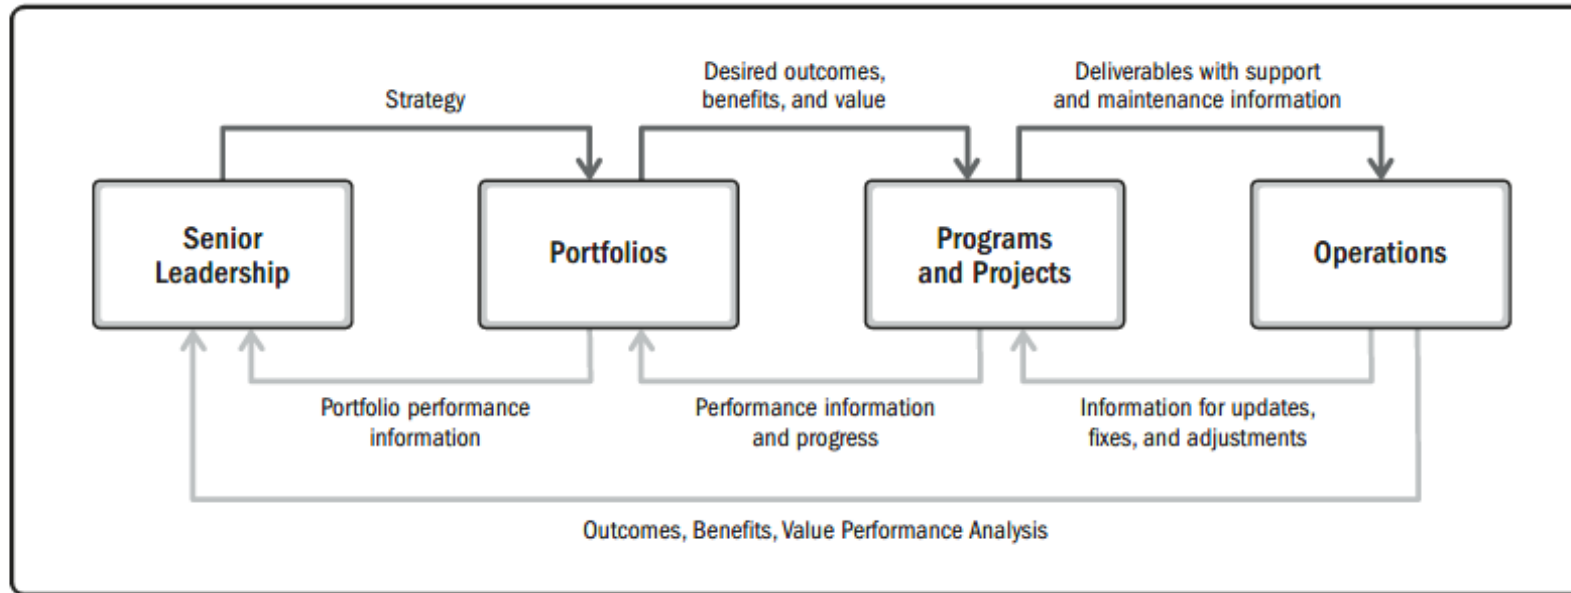 Strategy
Desired outcomes,
benefits, and value
Deliverables with support
and maintenance information
Senior
Leadership
Portfolios
Programs
and Projects
Operations
Portfolio performance
information
Performance information
and progress
Information for updates,
fixes, and adjustments
Outcomes, Benefits, Value Performance Analysis